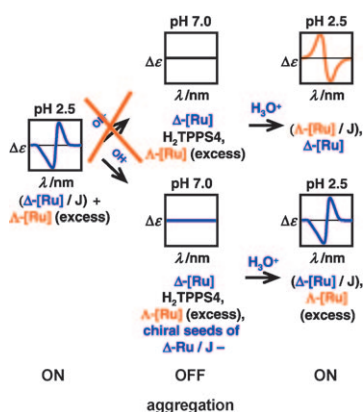 pH 7.0
pH 2.5
Δε
Δε
λ/nm
λ/nm
pH 2.5
OH-
Δ-[Ru]
H₂TPPS4,
Λ-[Ru] (excess)
H₃O⁺
(Λ-[Ru] / J),
Δ-[Ru]
Δε
λ/nm
(Δ-[Ru] / J) +
Λ-[Ru] (excess)
OH-
pH 7.0
pH 2.5
Δε
Δε
λ/nm
λ/nm
Δ-[Ru]
H₂TPPS4,
Λ-[Ru] (excess),
chiral seeds of
Δ-Ru / J –
H₃O⁺
(Δ-[Ru] / J),
Λ-[Ru]
(excess)
ON
OFF
ON
aggregation